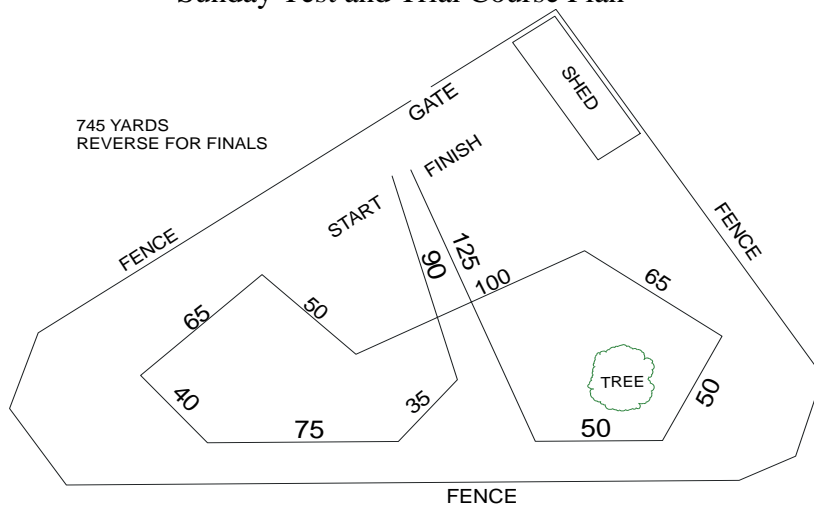 Sunday Test and Trial Course Plan
745 YARDS
REVERSE FOR FINALS
GATE
SHED
START
FINISH
FENCE
FENCE
90
125
100
65
50
65
40
75
35
50
50
TREE
FENCE